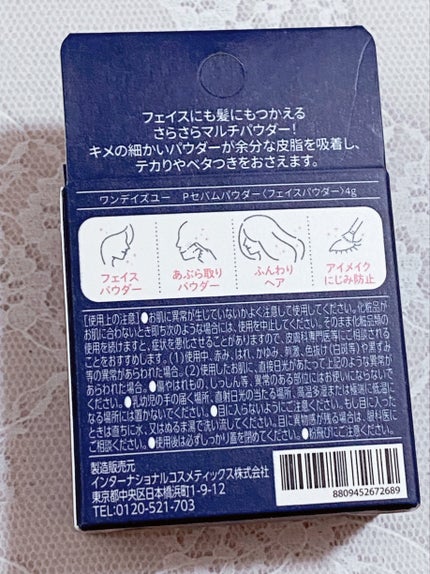 フェイスにも髪にもつかえる
さらさらマルチパウダー!
キメの細かいパウダーが余分な皮脂を吸着し、
テカリやベタつきをおさえます。
ワンデイズユー Pセバムパウダー〈フェイスパウダー〉4g
フェイス
パウダー
あぶら取り
パウダー
ふんわり
ヘア
アイメイク
にじみ防止
[使用上の注意]●お肌に異常が生じていないかよく注意して使用してください。化粧品が
お肌に合わないとき即ち次のような場合には、使用を中止してください。そのまま化粧品類の
使用を続けますと、症状を悪化させることがありますので、皮膚科専門医等にご相談される
ことをおすすめします。(1)使用中、赤み、はれ、かゆみ、刺激、色抜け(白斑等)や黒ずみ
等の異常があらわれた場合。(2)使用したお肌に、直接日光があたって上記のような異常が
あらわれた場合。●傷やはれもの、しっしん等、異常のある部位にはお使いにならないで
ください。●乳幼児の手の届く場所、直射日光の当たる場所、高温多湿または極端に低温に
なる場所には置かないでください。●目に入らないようにご注意ください。もし目に入った
ときは直ちに水、又はぬるま湯で洗い流してください。目に異物感が残る場合は、眼科医に
ご相談ください。●使用後は必ずしっかり蓋を閉めてください。●粉飛びにご注意ください。
製造販売元
インターナショナルコスメティックス株式会社
東京都中央区日本橋浜町1-9-12
TEL:0120-521-703
8809452672689